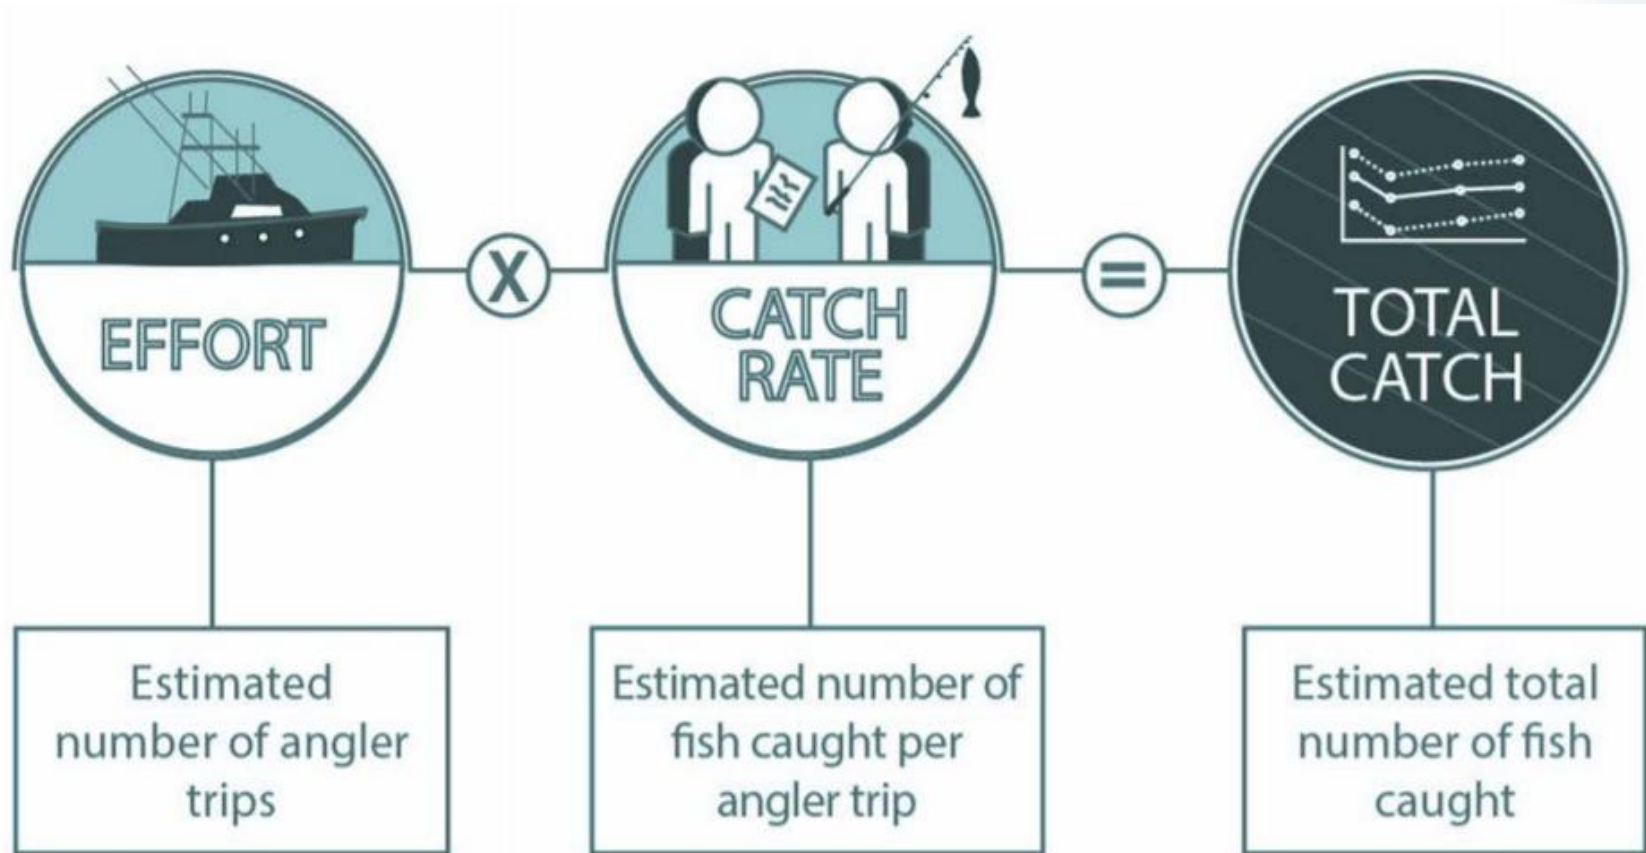 EFFORT
X
CATCH
RATE
=
TOTAL
CATCH
Estimated
number of angler
trips
Estimated number of
fish caught per
angler trip
Estimated total
number of fish
caught